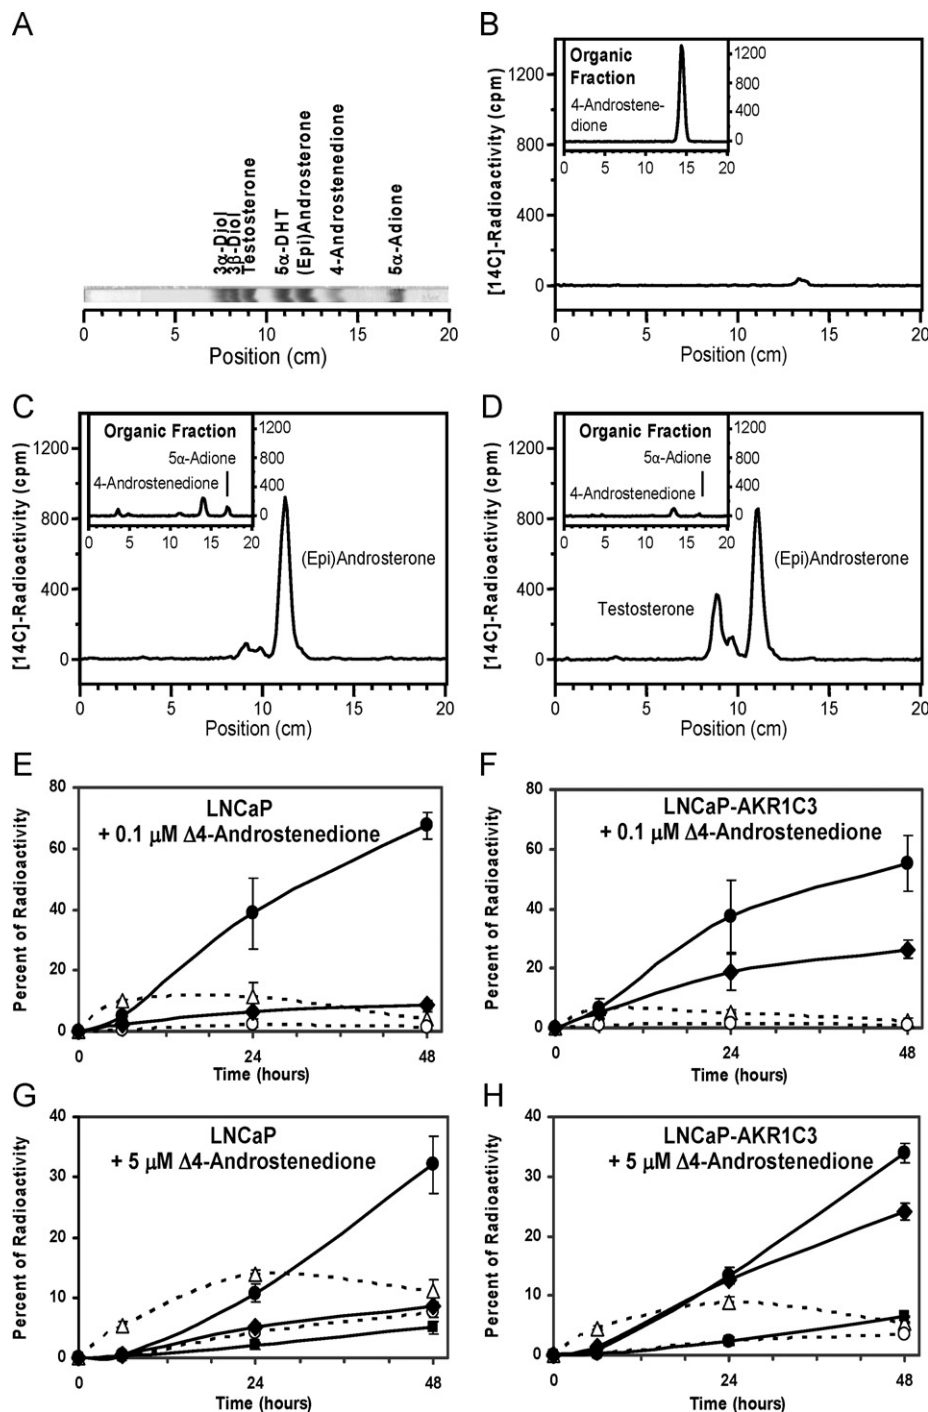 A
3α-Diol
3β-Diol
Testosterone
5α-DHT
(Epi)Androsterone
4-Androstenedione
5α-Adione
0 5 10 15 20
Position (cm)
B
[14C]-Radioactivity (cpm)
1200
800
400
0
Organic
Fraction
4-Androstene-
dione
1200
800
400
0
0 5 10 15 20
0 5 10 15 20
Position (cm)
C
[14C]-Radioactivity (cpm)
1200
800
400
0
Organic Fraction
5α-Adione
4-Androstenedione
1200
800
400
0
0 5 10 15 20
(Epi)Androsterone
0 5 10 15 20
Position (cm)
D
[14C]-Radioactivity (cpm)
1200
800
400
0
Organic Fraction
5α-Adione
4-Androstenedione
1200
800
400
0
0 5 10 15 20
(Epi)Androsterone
Testosterone
0 5 10 15 20
Position (cm)
E
Percent of Radioactivity
80
60
40
20
0
LNCaP
+ 0.1 µM Δ4-Androstenedione
0 24 48
Time (hours)
F
Percent of Radioactivity
80
60
40
20
0
LNCaP-AKR1C3
+ 0.1 µM Δ4-Androstenedione
0 24 48
Time (hours)
G
Percent of Radioactivity
40
30
20
10
0
LNCaP
+ 5 µM Δ4-Androstenedione
0 24 48
Time (hours)
H
Percent of Radioactivity
40
30
20
10
0
LNCaP-AKR1C3
+ 5 µM Δ4-Androstenedione
0 24 48
Time (hours)